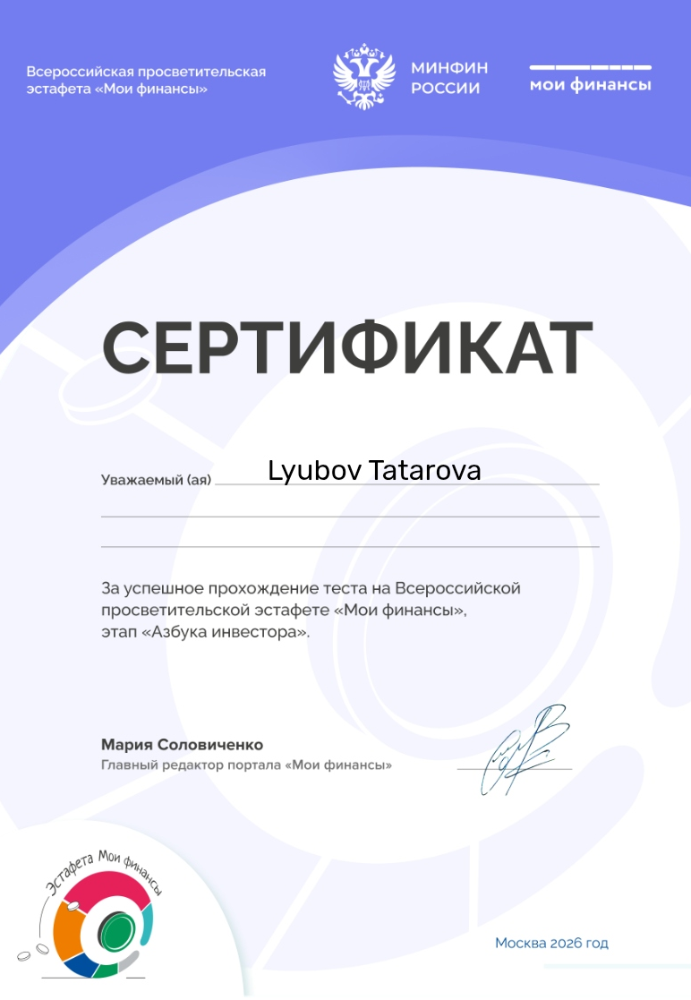 Всероссийская просветительская
эстафета «Мои финансы»
МИНФИН
РОССИИ
мои финансы
СЕРТИФИКАТ
Уважаемый (ая) Lyubov Tatarova
За успешное прохождение теста на Всероссийской
просветительской эстафете «Мои финансы»,
этап «Азбука инвестора».
Мария Соловиченко
Главный редактор портала «Мои финансы»
Эстафета Мои финансы
Москва 2026 год